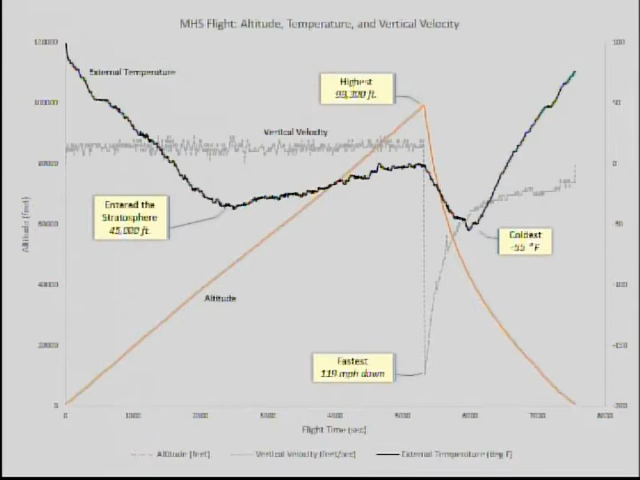 MHS Flight: Altitude, Temperature, and Vertical Velocity
120000
100
External Temperature
Highest
100000
50
Vertical Velocity
80000
0
Entered the
Stratosphere
45,000 ft.
60000
-50
Coldest
-55 °F
Altitude (feet)
Altitude
40000
-100
20000
-150
Fastest
119 mph down
0
-200
0
1000
2000
3000
4000
5000
6000
7000
8000
Flight Time (sec)
Altitude (feet)
Vertical Velocity (feet/sec)
External Temperature (deg F)